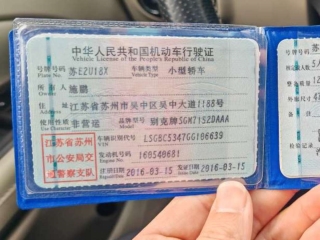 中华人民共和国机动车行驶证
Vehicle License of the People's Republic of China
号牌号码 苏E2U18X 车辆类型 小型轿车
Plate No. Vehicle Type
所有人 施鹏
Owner
住 址 江苏省苏州市吴中区吴中大道1188号
Address
使用性质 非营运 品牌型号 别克牌SGM7152DAAA
江苏省苏州市公安局交通警察支队
车辆识别代号 LSGBC5347GG106639
VIN
发动机号码 160540681
Engine No.
注册日期 2016-03-15 发证日期 2016-03-15
Register Date Issue Date